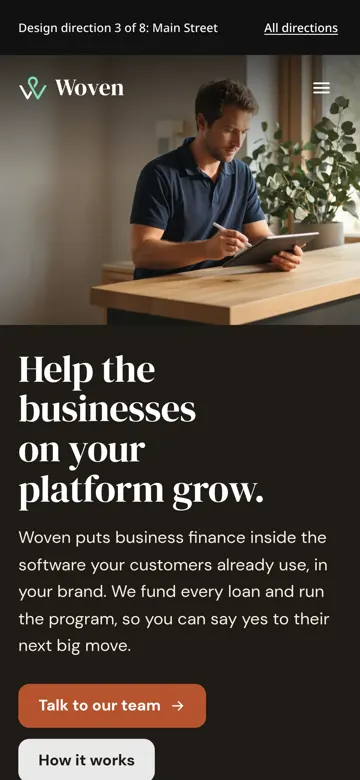 Design direction 3 of 8: Main Street All directions
Woven
Help the
businesses
on your
platform grow.
Woven puts business finance inside the
software your customers already use, in
your brand. We fund every loan and run
the program, so you can say yes to their
next big move.
Talk to our team →
How it works